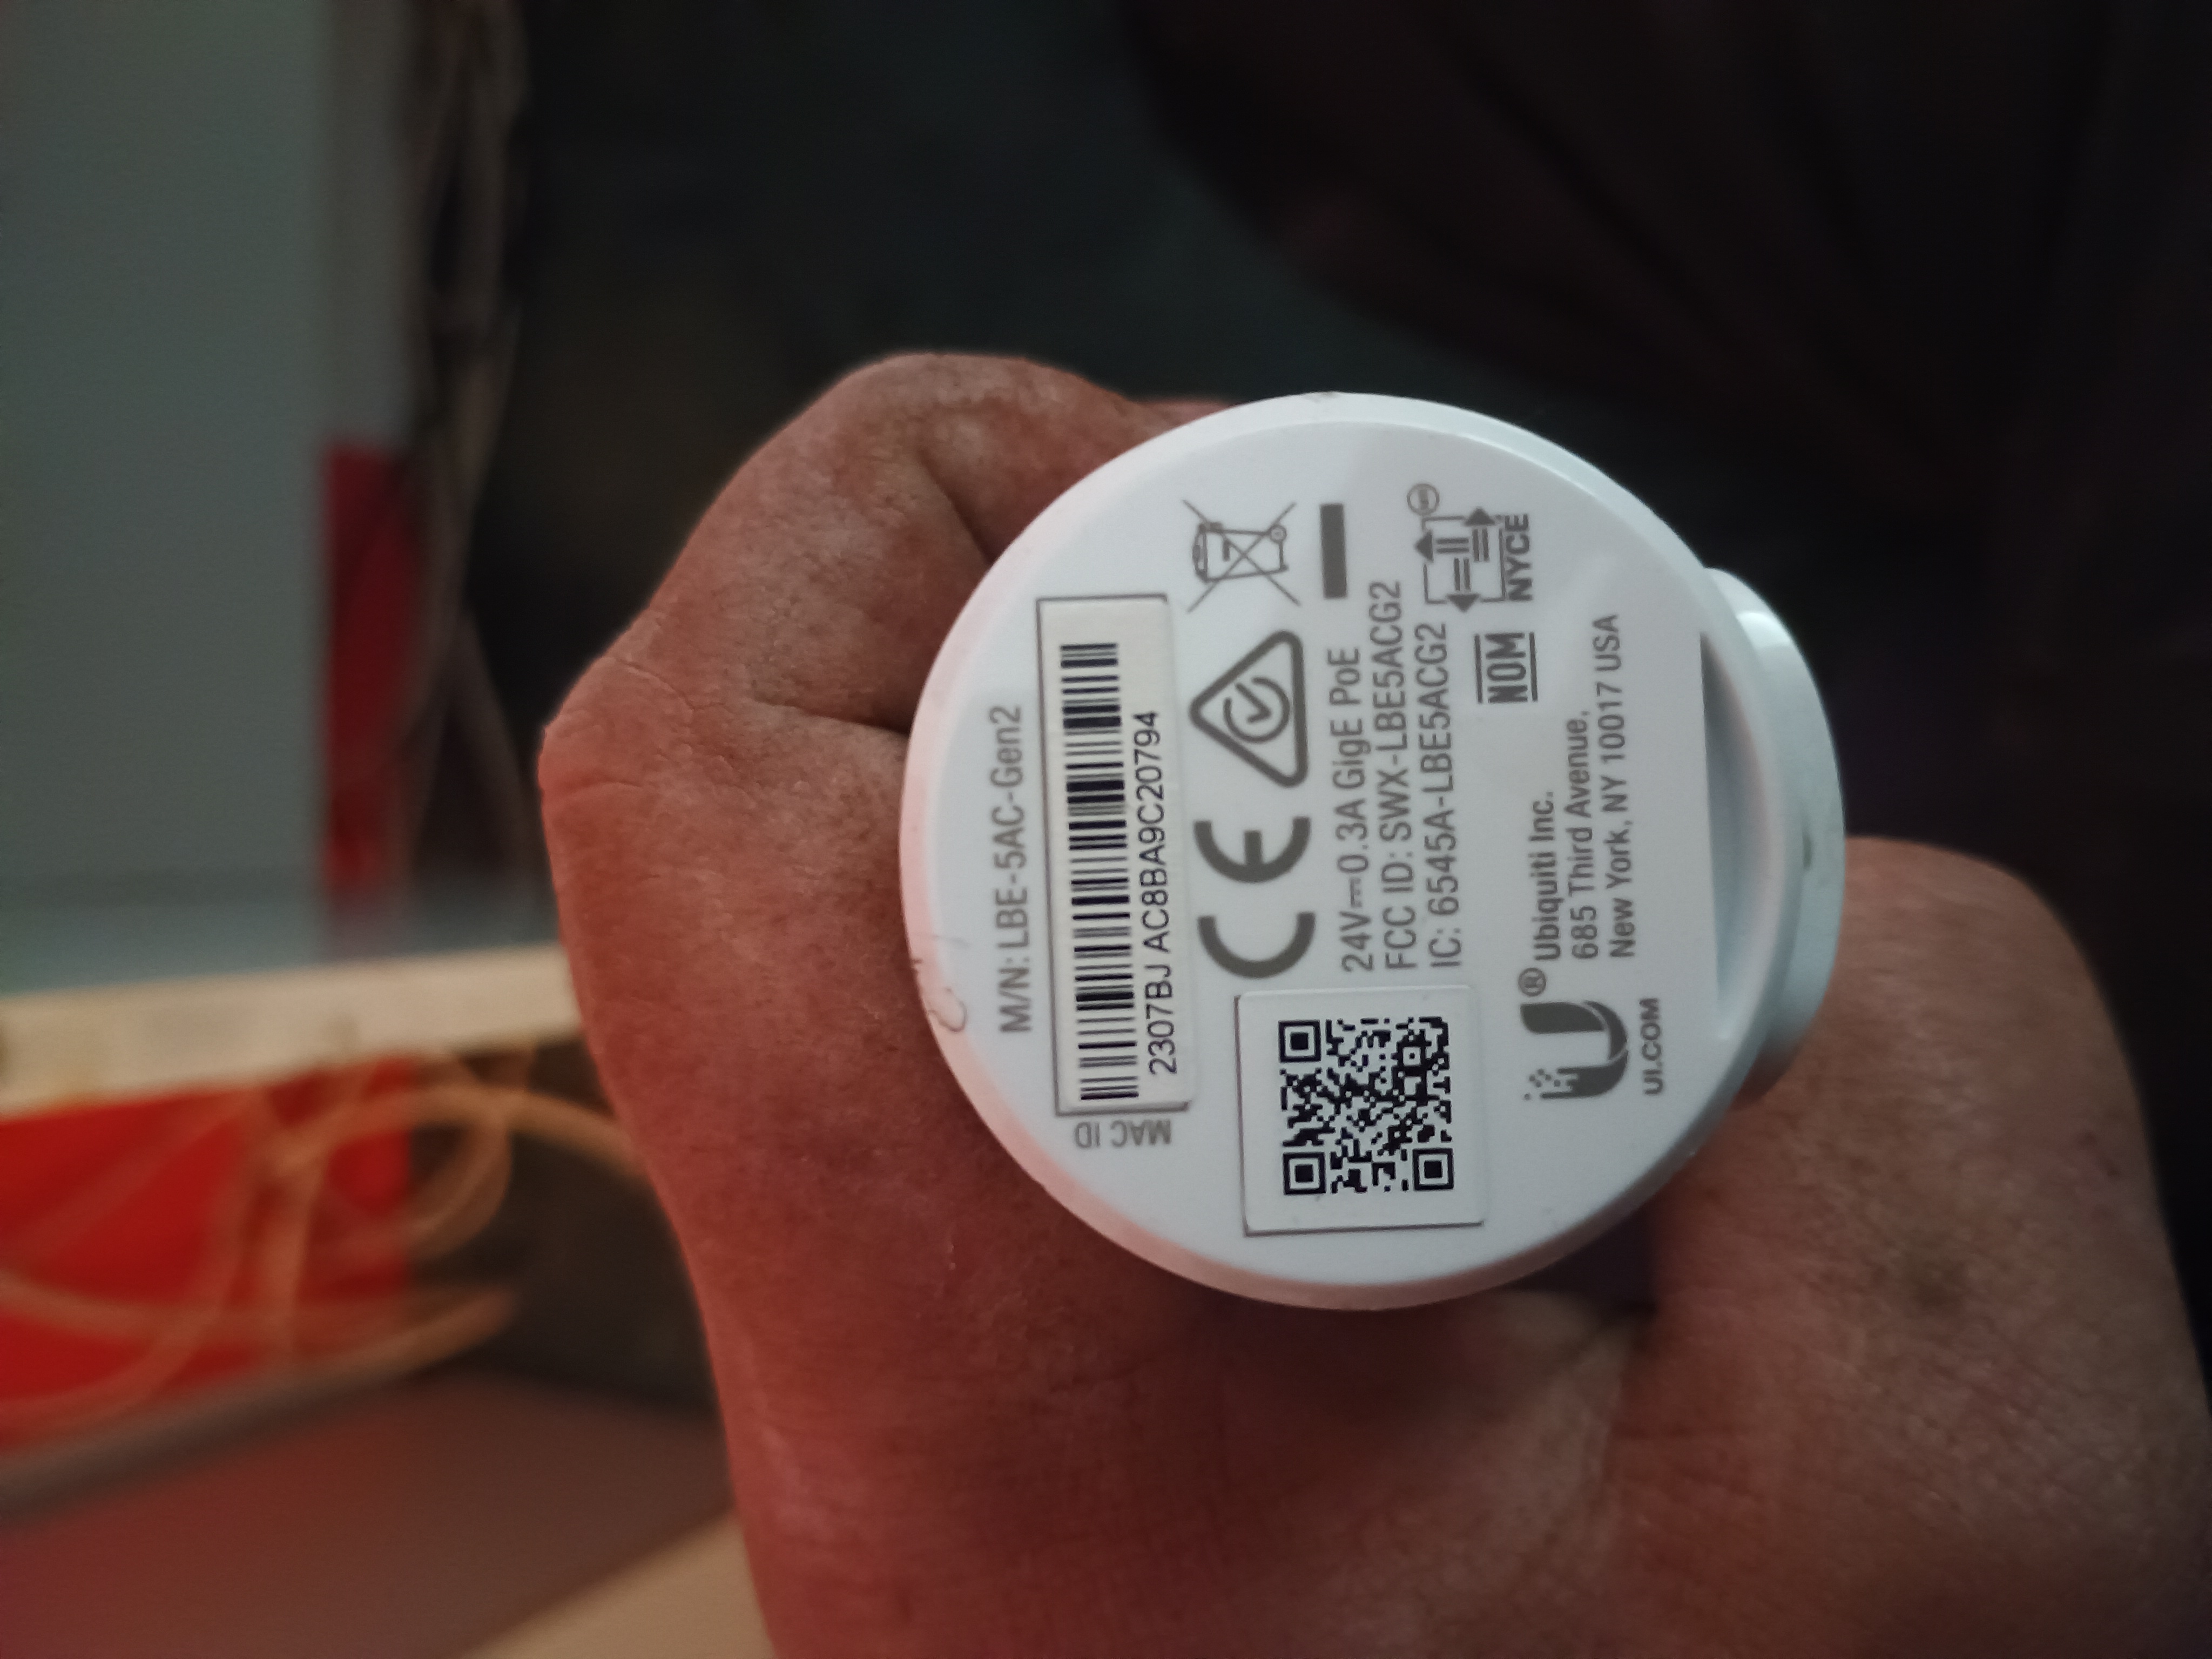 M/N: LBE-5AC-Gen2
MAC ID
2307BJ AC8BA9C20794
24V⎓0.3A GigE PoE
FCC ID: SWX-LBE5ACG2
IC: 6545A-LBE5ACG2
NOM
NYCE
Ubiquiti Inc.
685 Third Avenue,
New York, NY 10017 USA
UI.COM